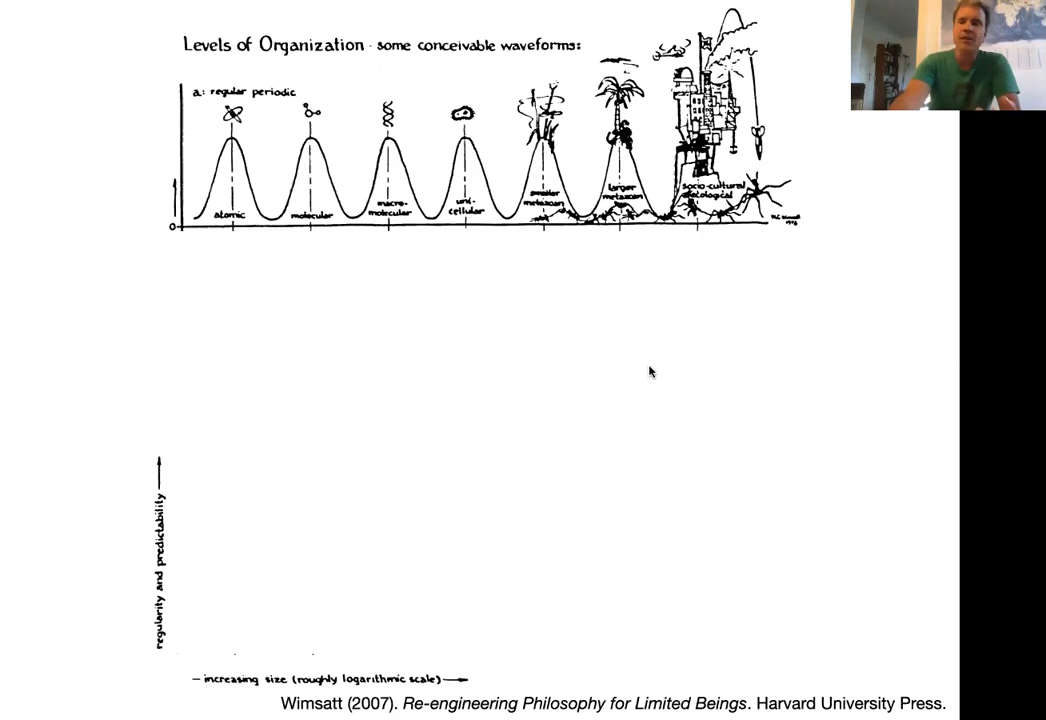 Levels of Organization - some conceivable waveforms:
a: regular periodic
atomic
molecular
macro-
molecular
uni-
cellular
smaller
metazoan
larger
metazoan
socio-cultural
ecological
0
regularity and predictability
increasing size (roughly logarithmic scale)
Wimsatt (2007). Re-engineering Philosophy for Limited Beings. Harvard University Press.